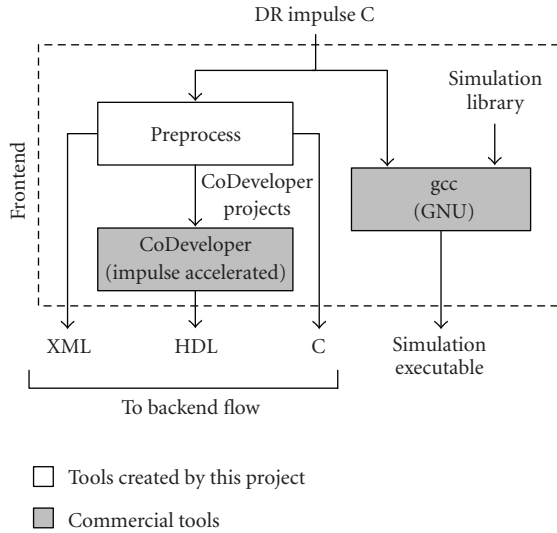 DR impulse C
Simulation
library
Frontend
Preprocess
CoDeveloper
projects
gcc
(GNU)
CoDeveloper
(impulse accelerated)
XML
HDL
C
Simulation
executable
To backend flow
Tools created by this project
Commercial tools